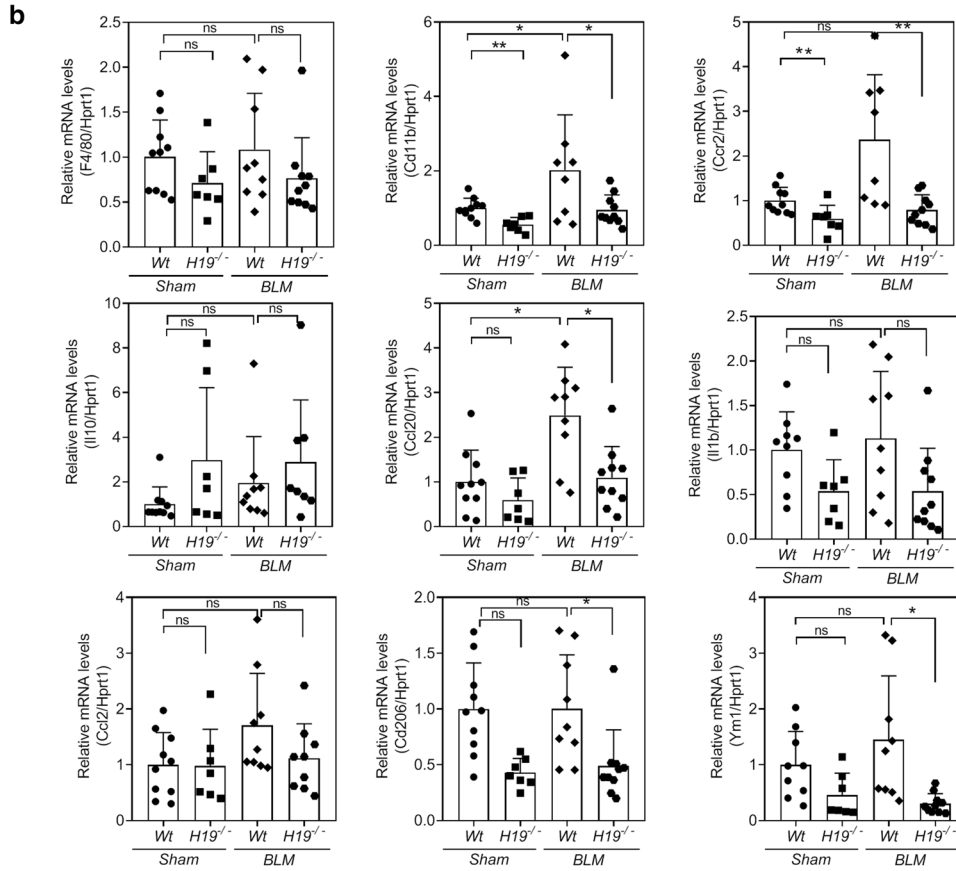 b
Relative mRNA levels
(F4/80/Hprt1)
2.5
2.0
1.5
1.0
0.5
0.0
ns
ns
ns
Wt H19-/- Wt H19-/-
Sham BLM
Relative mRNA levels
(Cd11b/Hprt1)
6
4
2
0
*
**
*
Wt H19-/- Wt H19-/-
Sham BLM
Relative mRNA levels
(Ccr2/Hprt1)
5
4
3
2
1
0
ns
**
**
Wt H19-/- Wt H19-/-
Sham BLM
Relative mRNA levels
(Il10/Hprt1)
10
8
6
4
2
0
ns
ns
ns
Wt H19-/- Wt H19-/-
Sham BLM
Relative mRNA levels
(Ccl20/Hprt1)
5
4
3
2
1
0
*
ns
*
Wt H19-/- Wt H19-/-
Sham BLM
Relative mRNA levels
(Il1b/Hprt1)
2.5
2.0
1.5
1.0
0.5
0.0
ns
ns
ns
Wt H19-/- Wt H19-/-
Sham BLM
Relative mRNA levels
(Ccl2/Hprt1)
4
3
2
1
0
ns
ns
ns
Wt H19-/- Wt H19-/-
Sham BLM
Relative mRNA levels
(Cd206/Hprt1)
2.0
1.5
1.0
0.5
0.0
ns
ns
*
Wt H19-/- Wt H19-/-
Sham BLM
Relative mRNA levels
(Ym1/Hprt1)
4
3
2
1
0
ns
ns
*
Wt H19-/- Wt H19-/-
Sham BLM